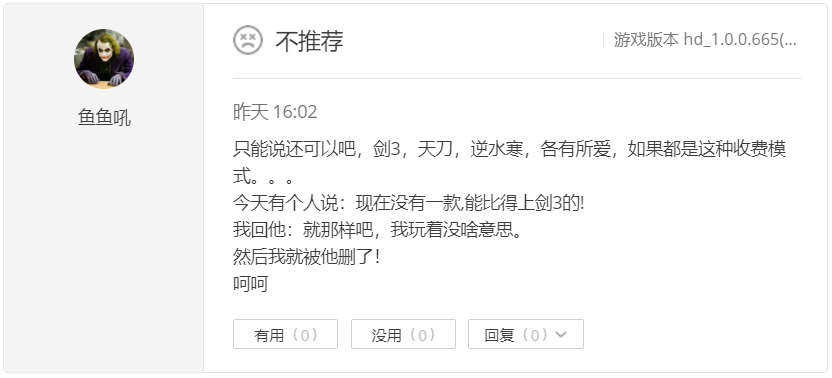 不推荐
游戏版本 hd_1.0.0.665(...
鱼鱼吼
昨天 16:02
只能说还可以吧，剑3，天刀，逆水寒，各有所爱，如果都是这种收费模
式。。。
今天有个人说：现在没有一款,能比得上剑3的!
我回他：就那样吧，我玩着没啥意思。
然后我就被他删了！
呵呵
有用（0）
没用（0）
回复（0）